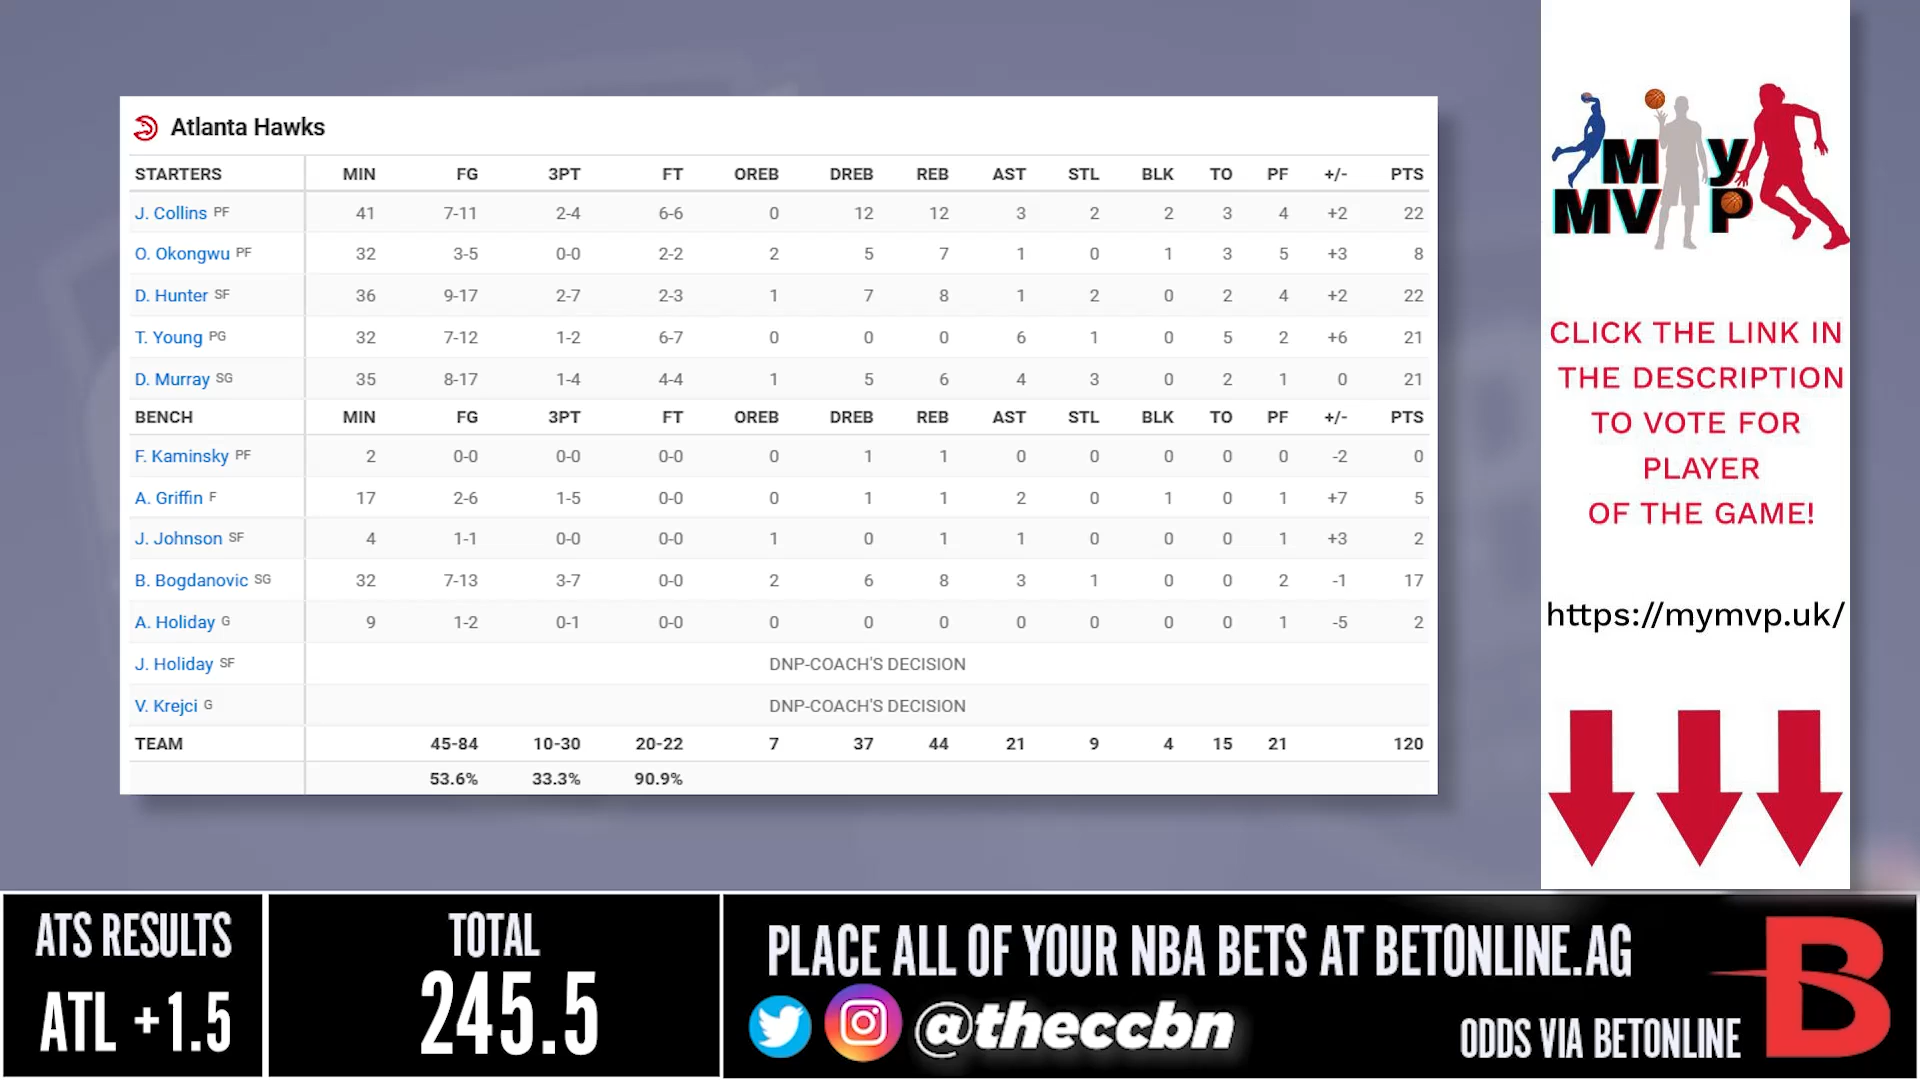 Atlanta Hawks
STARTERS MIN FG 3PT FT OREB DREB REB AST STL BLK TO PF +/- PTS
J. Collins PF 41 7-11 2-4 6-6 0 12 12 3 2 2 3 4 +2 22
O. Okongwu PF 32 3-5 0-0 2-2 2 5 7 1 0 1 3 5 +3 8
D. Hunter SF 36 9-17 2-7 2-3 1 7 8 1 2 0 2 4 +2 22
T. Young PG 32 7-12 1-2 6-7 0 0 0 6 1 0 5 2 +6 21
D. Murray SG 35 8-17 1-4 4-4 1 5 6 4 3 0 2 1 0 21
BENCH MIN FG 3PT FT OREB DREB REB AST STL BLK TO PF +/- PTS
F. Kaminsky PF 2 0-0 0-0 0-0 0 1 1 0 0 0 0 0 -2 0
A. Griffin F 17 2-6 1-5 0-0 0 1 1 2 0 1 0 1 +7 5
J. Johnson SF 4 1-1 0-0 0-0 1 0 1 1 0 0 0 1 +3 2
B. Bogdanovic SG 32 7-13 3-7 0-0 2 6 8 3 1 0 0 2 -1 17
A. Holiday G 9 1-2 0-1 0-0 0 0 0 0 0 0 0 1 -5 2
J. Holiday SF DNP-COACH'S DECISION
V. Krejci G DNP-COACH'S DECISION
TEAM 45-84 10-30 20-22 7 37 44 21 9 4 15 21 120
53.6% 33.3% 90.9%
My
MVP
CLICK THE LINK IN
THE DESCRIPTION
TO VOTE FOR
PLAYER
OF THE GAME!
https://mymvp.uk/
ATS RESULTS
ATL +1.5
TOTAL
245.5
PLACE ALL OF YOUR NBA BETS AT BETONLINE.AG
@theccbn
ODDS VIA BETONLINE
B